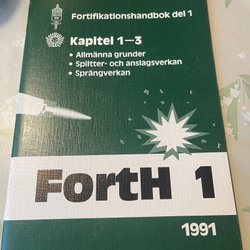 Fortifikationshandbok del 1
Kapitel 1—3
• Allmänna grunder
• Splitter- och anslagsverkan
• Sprängverkan
FortH 1
1991